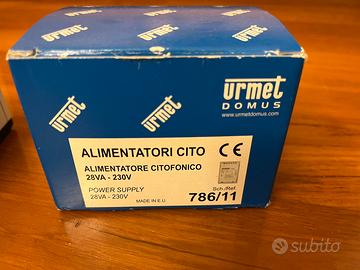 urmet
urmet
urmet
urmet
DOMUS
www.urmetdomus.com
ALIMENTATORI CITO
CE
ALIMENTATORE CITOFONICO
28VA - 230V
Sch./Ref.
POWER SUPPLY
28VA - 230V
786/11
MADE IN E.U.
subito